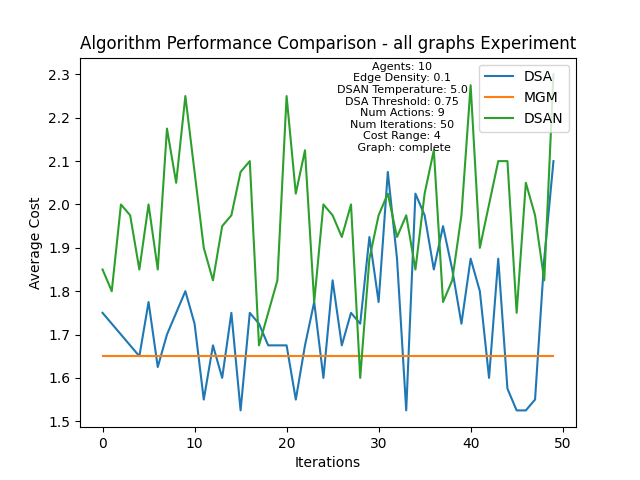 Algorithm Performance Comparison - all graphs Experiment
Agents: 10
Edge Density: 0.1
DSAN Temperature: 5.0
DSA Threshold: 0.75
Num Actions: 9
Num Iterations: 50
Cost Range: 4
Graph: complete
DSA
MGM
DSAN
Average Cost
2.3
2.2
2.1
2.0
1.9
1.8
1.7
1.6
1.5
0 10 20 30 40 50
Iterations